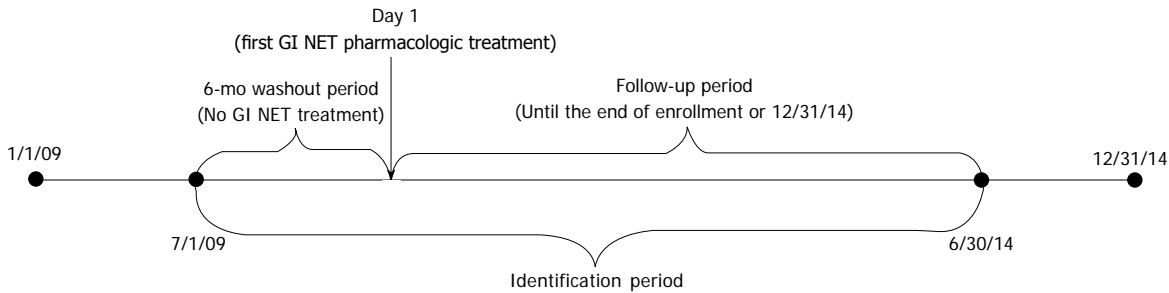 Day 1
(first GI NET pharmacologic treatment)
6-mo washout period
(No GI NET treatment)
Follow-up period
(Until the end of enrollment or 12/31/14)
1/1/09
12/31/14
7/1/09
6/30/14
Identification period